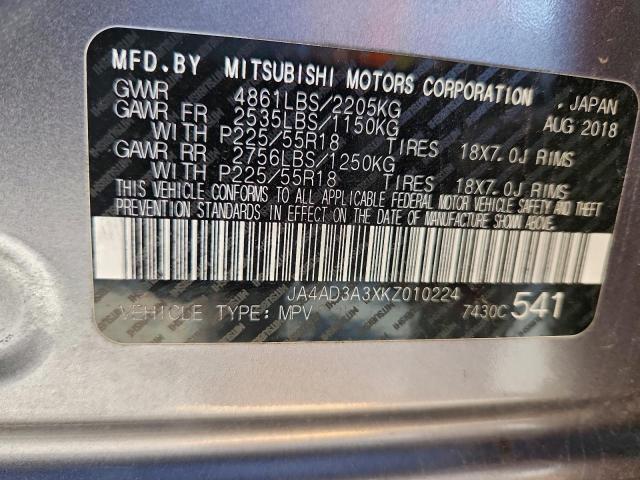 MFD.BY MITSUBISHI MOTORS CORPORATION , JAPAN
GVWR 4861LBS/2205KG AUG 2018
GAWR FR 2535LBS/1150KG
WITH P225/55R18 TIRES 18X7.0J RIMS
GAWR RR 2756LBS/1250KG
WITH P225/55R18 TIRES 18X7.0J RIMS
THIS VEHICLE CONFORMS TO ALL APPLICABLE FEDERAL MOTOR VEHICLE SAFETY AND THEFT
PREVENTION STANDARDS IN EFFECT ON THE DATE OF MANUFACTURE SHOWN ABOVE.
JA4AD3A3XKZ010224
VEHICLE TYPE: MPV 7430C 541